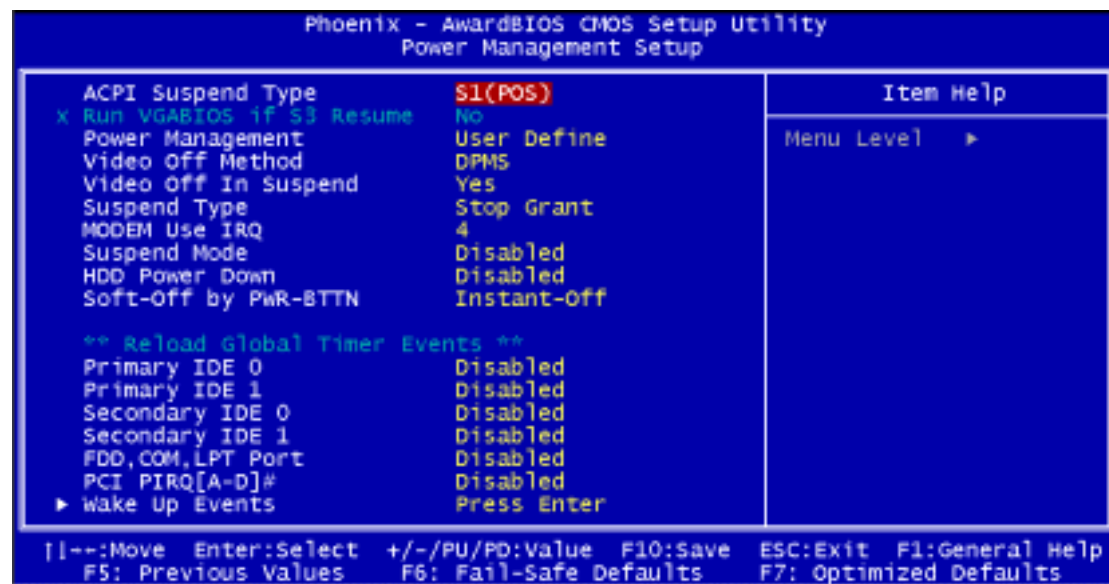 Phoenix - AwardBIOS CMOS Setup Utility
Power Management Setup
ACPI Suspend Type S1(POS)
x Run VGABIOS if S3 Resume No
Power Management User Define
Video Off Method DPMS
Video Off In Suspend Yes
Suspend Type Stop Grant
MODEM Use IRQ 4
Suspend Mode Disabled
HDD Power Down Disabled
Soft-Off by PWR-BTTN Instant-Off
** Reload Global Timer Events **
Primary IDE 0 Disabled
Primary IDE 1 Disabled
Secondary IDE 0 Disabled
Secondary IDE 1 Disabled
FDD,COM,LPT Port Disabled
PCI PIRQ[A-D]# Disabled
► Wake Up Events Press Enter
Item Help
Menu Level ►
↑↓→←:Move Enter:Select +/-/PU/PD:Value F10:Save ESC:Exit F1:General Help
F5: Previous Values F6: Fail-Safe Defaults F7: Optimized Defaults